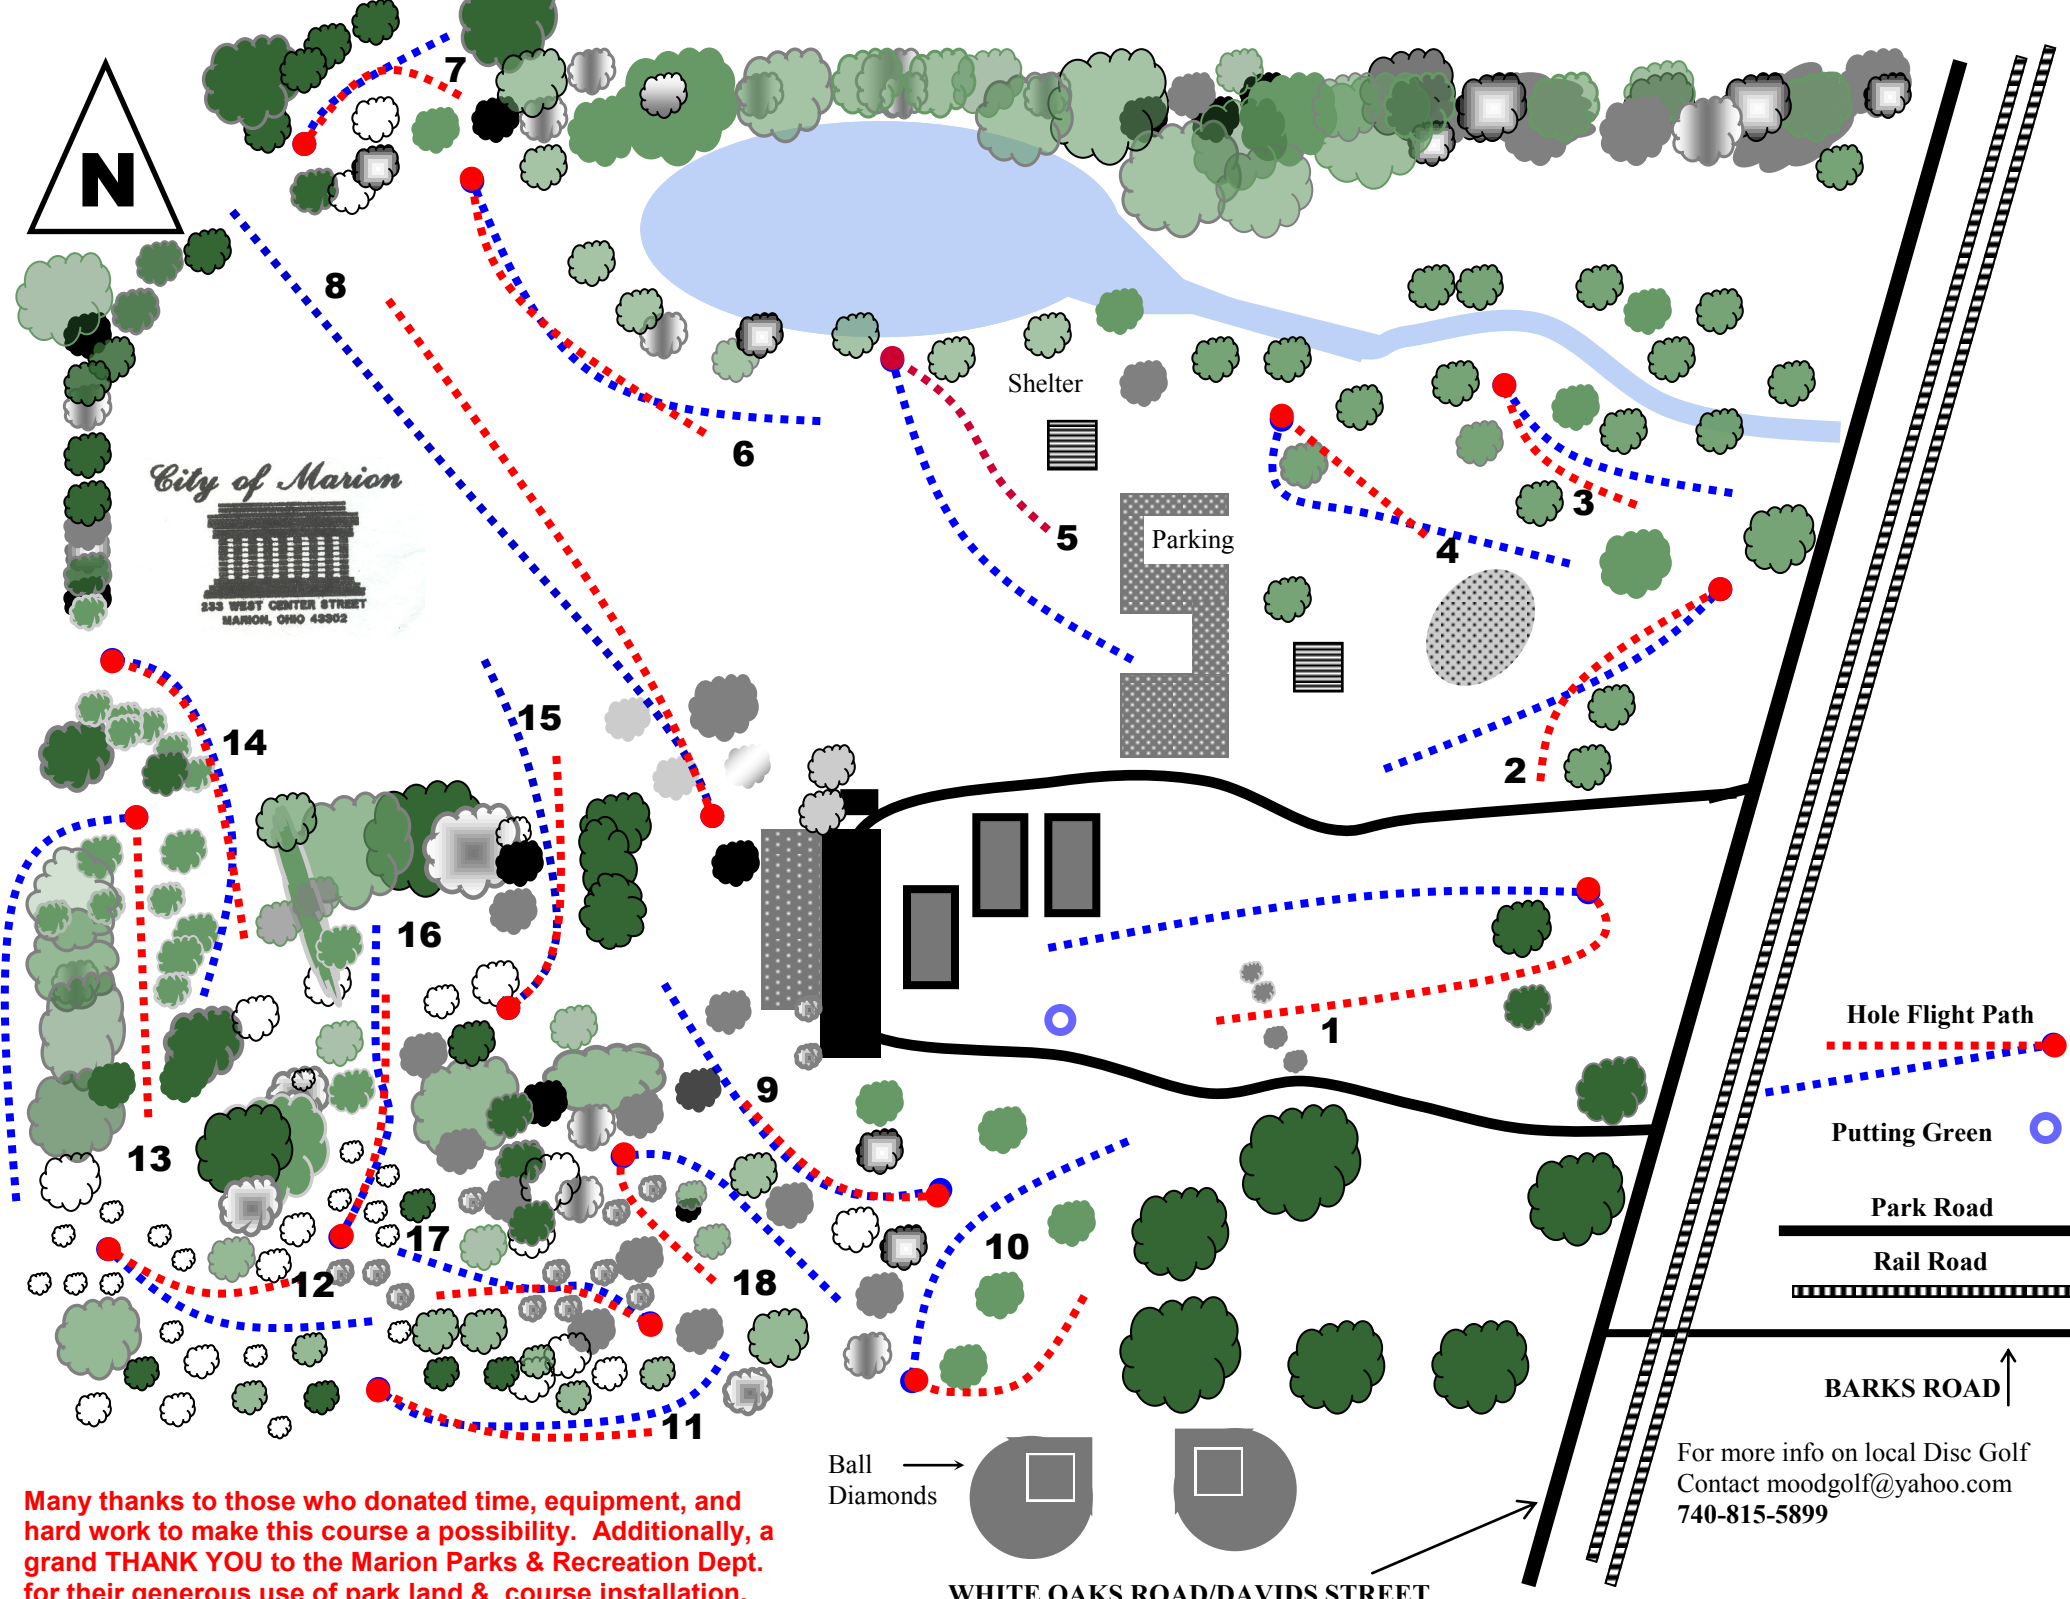 7
N
8
Shelter
6
City of Marion
233 WEST CENTER STREET
MARION, OHIO 43302
5
Parking
3
4
15
14
2
16
Hole Flight Path
1
9
Putting Green
13
Park Road
17
10
Rail Road
12
18
BARKS ROAD
11
Ball
Diamonds
For more info on local Disc Golf
Contact moodgolf@yahoo.com
740-815-5899
Many thanks to those who donated time, equipment, and
hard work to make this course a possibility.  Additionally, a
grand THANK YOU to the Marion Parks & Recreation Dept.
for their generous use of park land &  course installation.
WHITE OAKS ROAD/DAVIDS STREET